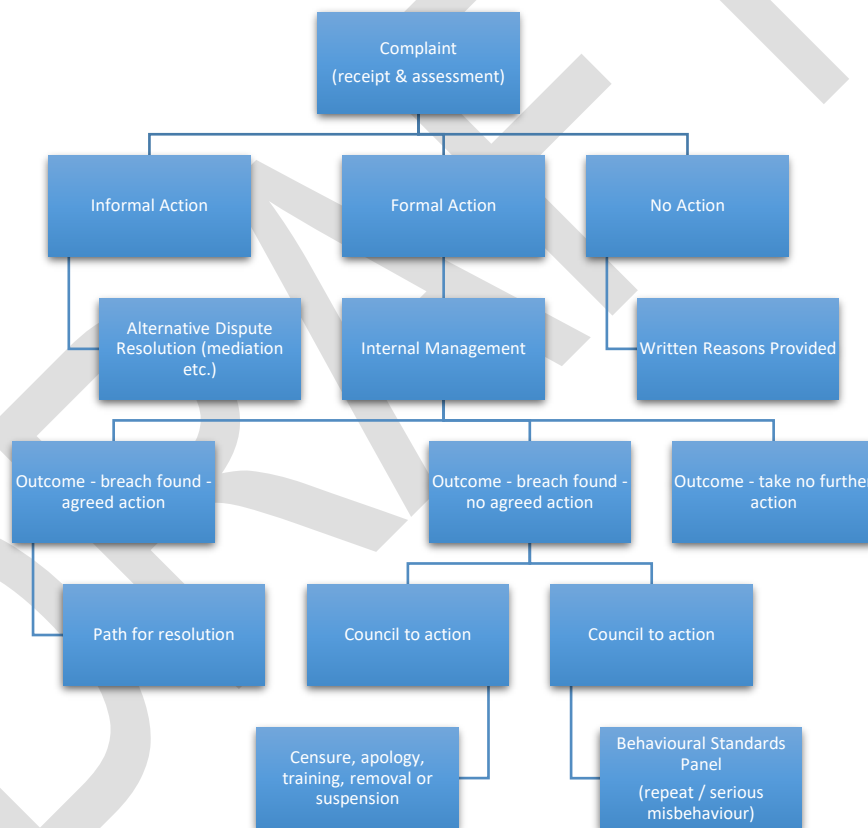 Complaint
(receipt & assessment)
Informal Action
Formal Action
No Action
Alternative Dispute
Resolution (mediation
etc.)
Internal Management
Written Reasons Provided
Outcome - breach found -
agreed action
Outcome - breach found -
no agreed action
Outcome - take no further
action
Path for resolution
Council to action
Council to action
Censure, apology,
training, removal or
suspension
Behavioural Standards
Panel
(repeat / serious
misbehaviour)
DRAFT